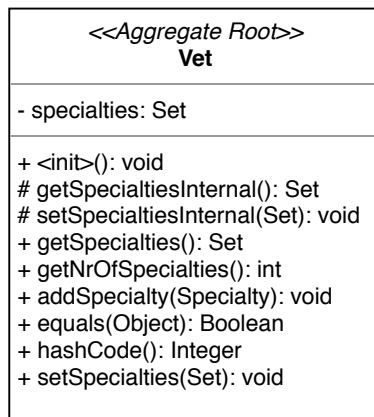 <<Aggregate Root>>
Vet
- specialties: Set
+ <init>(): void
# getSpecialtiesInternal(): Set
# setSpecialtiesInternal(Set): void
+ getSpecialties(): Set
+ getNrOfSpecialties(): int
+ addSpecialty(Specialty): void
+ equals(Object): Boolean
+ hashCode(): Integer
+ setSpecialties(Set): void